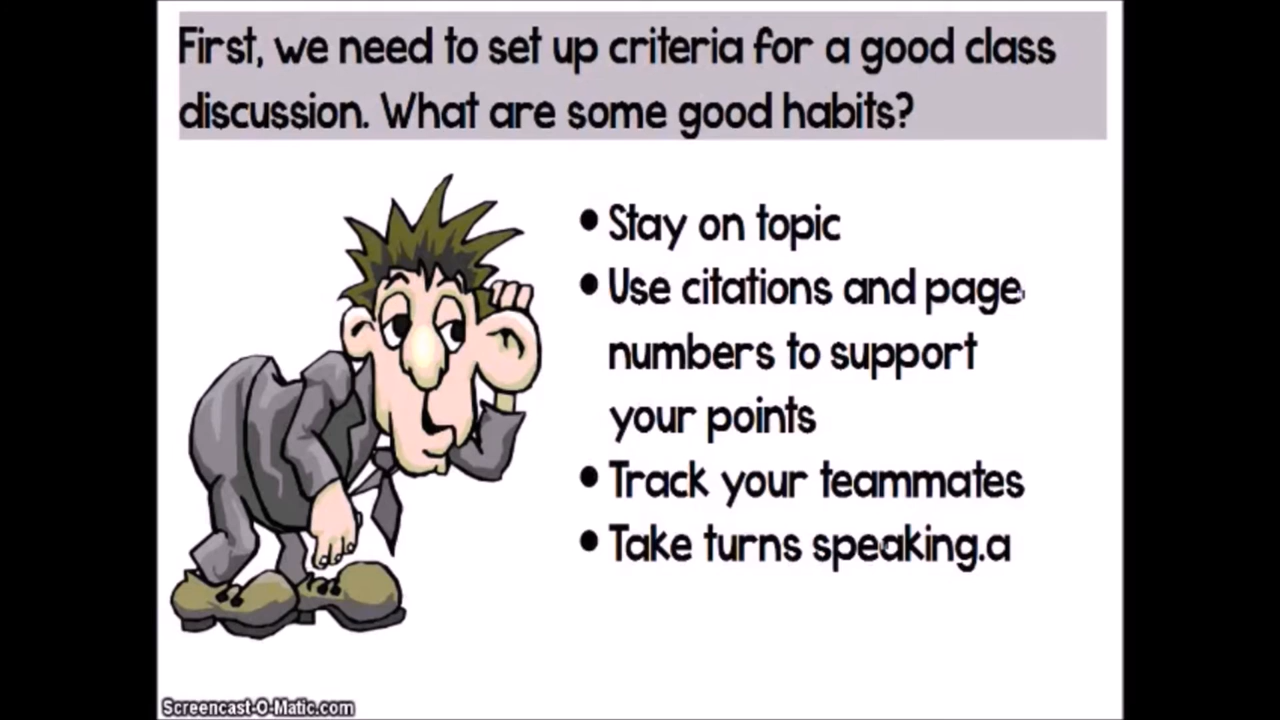 First, we need to set up criteria for a good class
discussion. What are some good habits?
• Stay on topic
• Use citations and page
numbers to support
your points
• Track your teammates
• Take turns speaking.a
Screencast-O-Matic.com